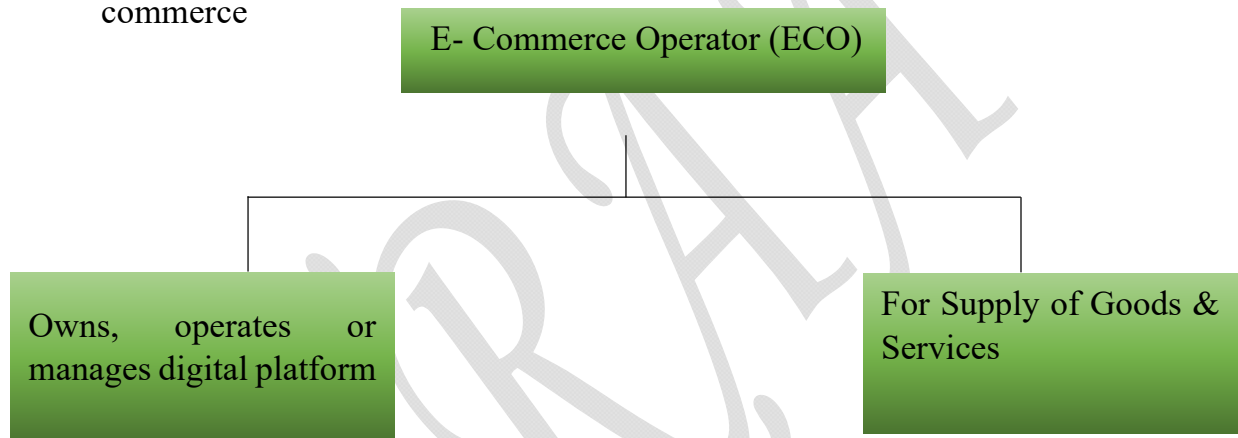 commerce
E- Commerce Operator (ECO)
Owns, operates or
manages digital platform
For Supply of Goods &
Services